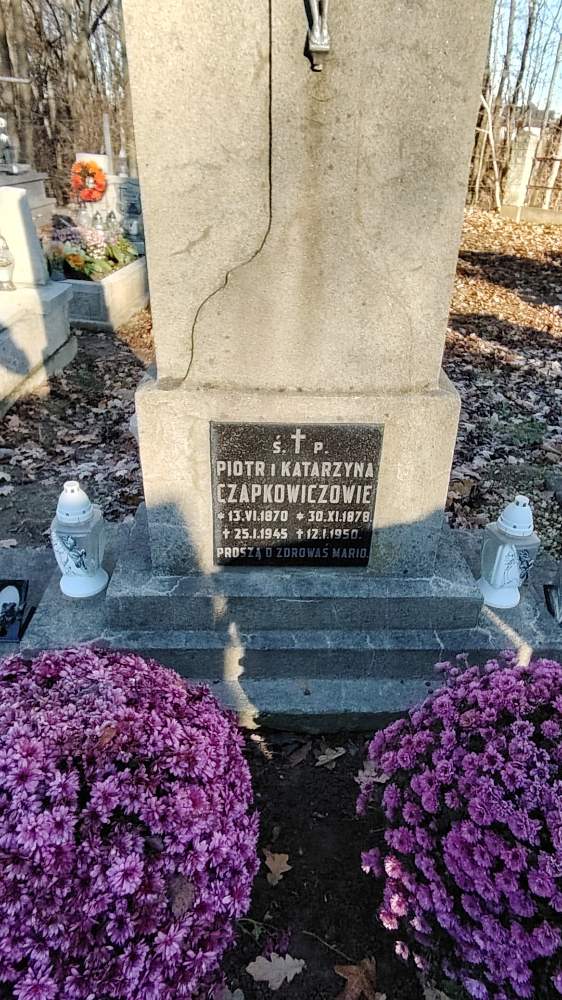 Ś. P.
PIOTR i KATARZYNA
CZAPKOWICZOWIE
* 13.VI.1870 * 30.XI.1878.
+ 25.I.1945 + 12.I.1950.
PROSZĄ O ZDROWAŚ MARIO.